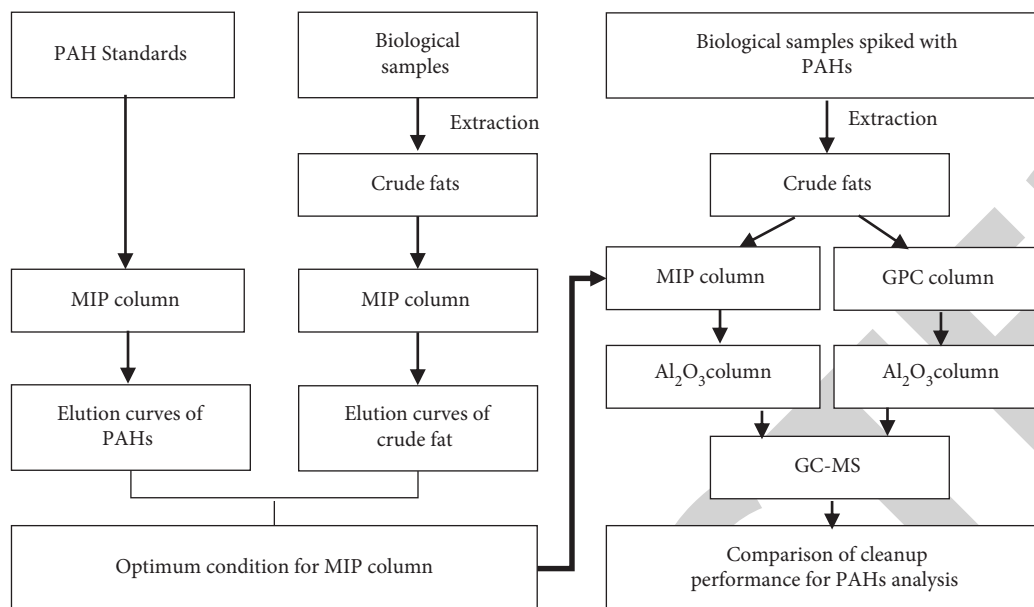 PAH Standards
MIP column
Elution curves of
PAHs
Biological
samples
Extraction
Crude fats
MIP column
Elution curves of
crude fat
Optimum condition for MIP column
Biological samples spiked with
PAHs
Extraction
Crude fats
MIP column
GPC column
Al₂O₃column
Al₂O₃column
GC-MS
Comparison of cleanup
performance for PAHs analysis